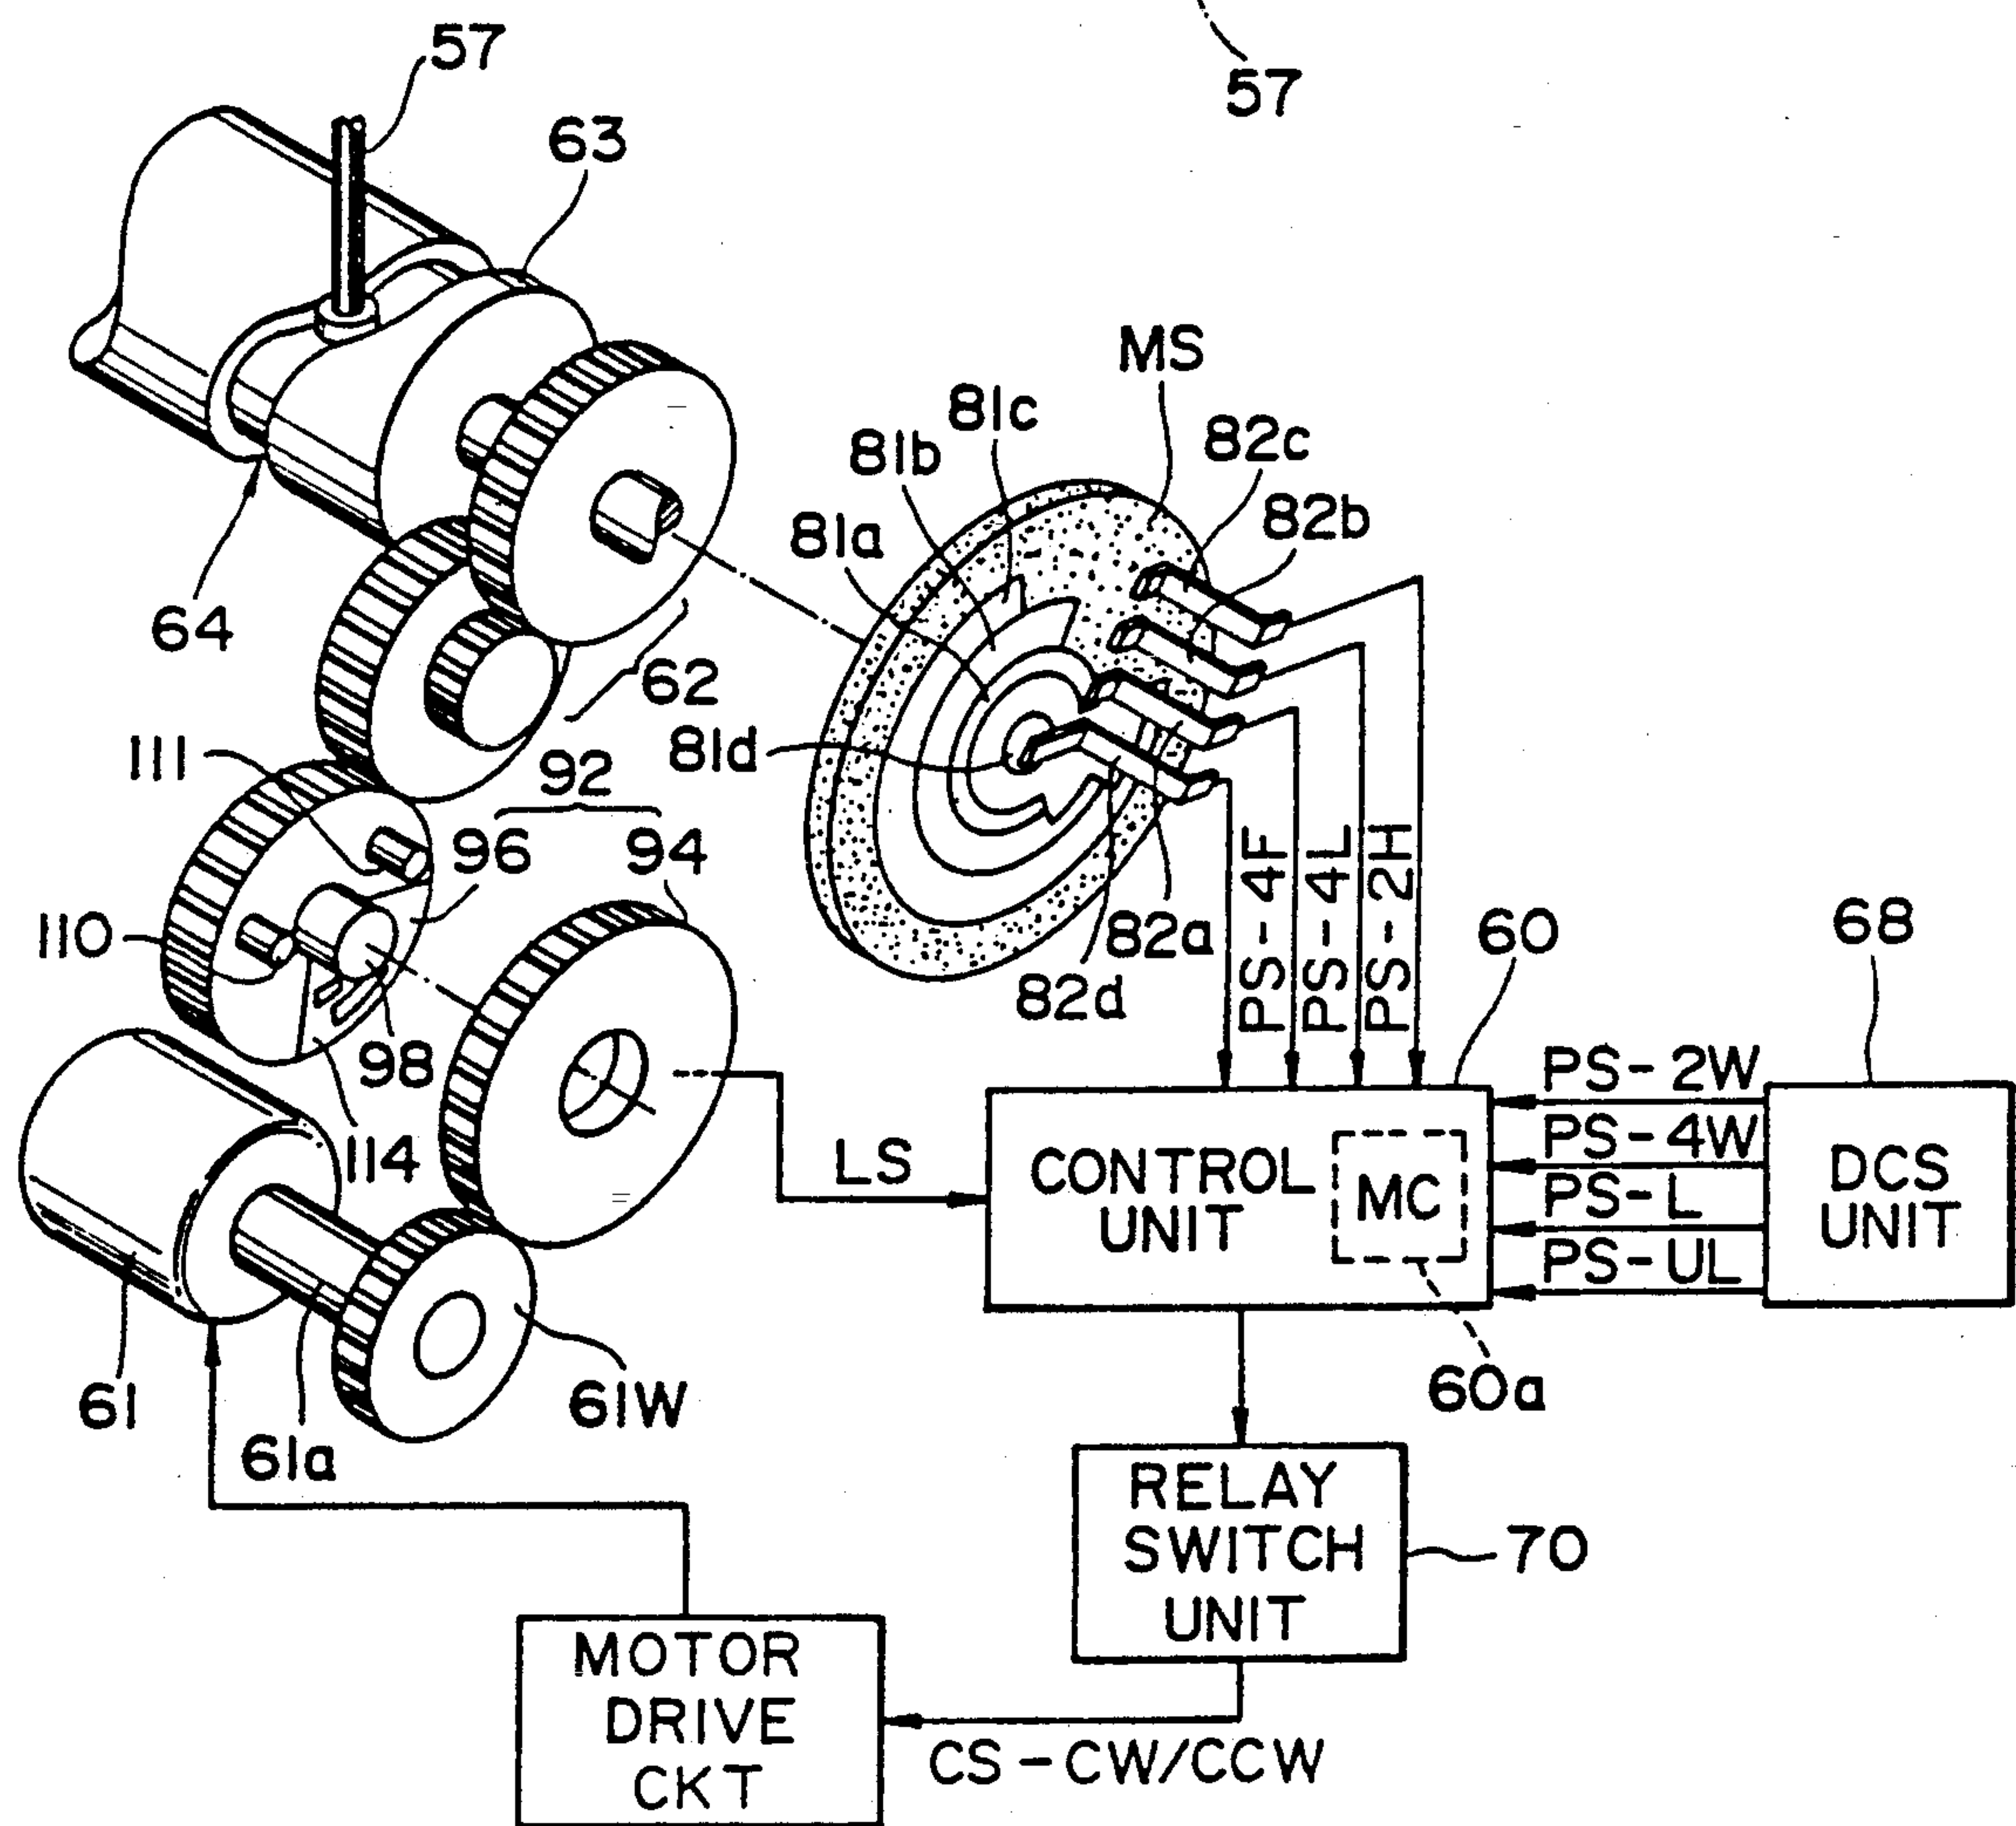 57
57
63
MS
81c
82c
81b
82b
81a
64
62
111
81d
92
96
94
110
82a
82d
98
114
PS-4F
PS-4L
PS-2H
60
68
PS-2W
PS-4W
PS-L
PS-UL
LS
CONTROL
UNIT
MC
DCS
UNIT
60a
61
61a
61W
RELAY
SWITCH
UNIT
70
MOTOR
DRIVE
CKT
CS-CW/CCW